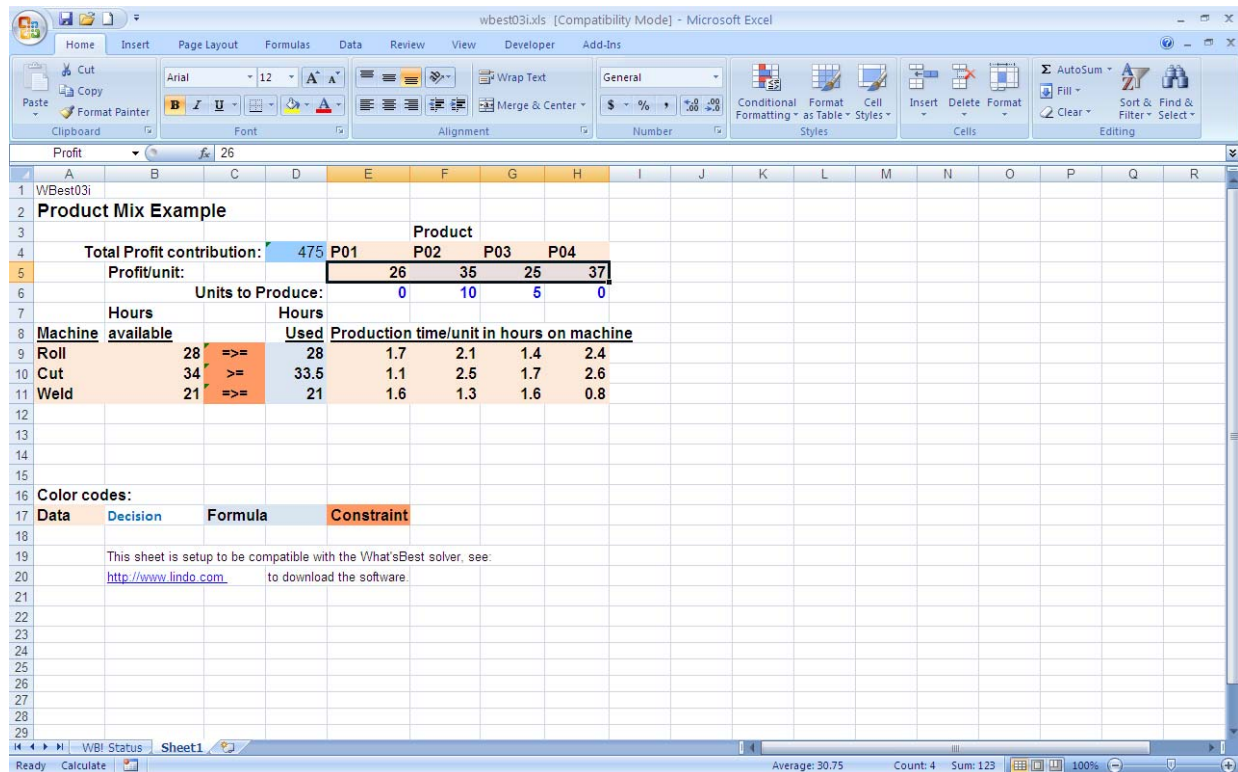 wbest03i.xls [Compatibility Mode] - Microsoft Excel
Home Insert Page Layout Formulas Data Review View Developer Add-Ins
Cut
Copy
Format Painter
Paste
Clipboard
Arial 12 A A
B I U A
Font
Wrap Text
Merge & Center
Alignment
General
$ % , .0 .00 .00 .0
Number
Conditional Formatting Format as Table Cell Styles
Styles
Insert Delete Format
Cells
Σ AutoSum
Fill
Clear
Sort & Filter Find & Select
Editing
Profit fx 26
A B C D E F G H I J K L M N O P Q R
1 WBest03i
2 Product Mix Example
3 Product
4 Total Profit contribution: 475 P01 P02 P03 P04
5 Profit/unit: 26 35 25 37
6 Units to Produce: 0 10 5 0
7 Hours Hours
8 Machine available Used Production time/unit in hours on machine
9 Roll 28 =>= 28 1.7 2.1 1.4 2.4
10 Cut 34 >= 33.5 1.1 2.5 1.7 2.6
11 Weld 21 =>= 21 1.6 1.3 1.6 0.8
12
13
14
15
16 Color codes:
17 Data Decision Formula Constraint
18
19 This sheet is setup to be compatible with the What'sBest solver, see:
20 http://www.lindo.com to download the software.
21
22
23
24
25
26
27
28
29
WB! Status Sheet1
Ready Calculate Average: 30.75 Count: 4 Sum: 123 100%